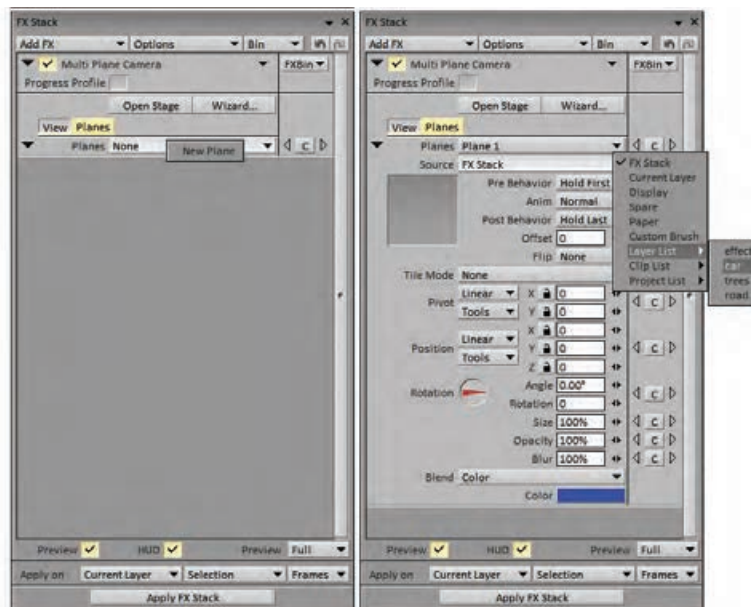 FX Stack
Add FX Options Bin
Multi Plane Camera FXBin
Progress Profile
Open Stage Wizard...
View Planes
Planes None New Plane C
Preview HUD Preview Full
Apply on Current Layer Selection Frames
Apply FX Stack
FX Stack
Add FX Options Bin
Multi Plane Camera FXBin
Progress Profile
Open Stage Wizard...
View Planes
Planes Plane 1 C
Source FX Stack
Pre Behavior Hold First
Anim Normal
Post Behavior Hold Last
Offset 0
Flip None
Tile Mode None
Pivot Linear X 0 C
Tools Y 0
X 0
Position Linear Y 0 C
Tools Z 0
Rotation Angle 0.00° C
Rotation 0
Size 100% C
Opacity 100% C
Blur 100% C
Blend Color
Color
FX Stack
Current Layer
Display
Spare
Paper
Custom Brush
Layer List
Clip List
Project List
effect
car
trees
road
Preview HUD Preview Full
Apply on Current Layer Selection Frames
Apply FX Stack